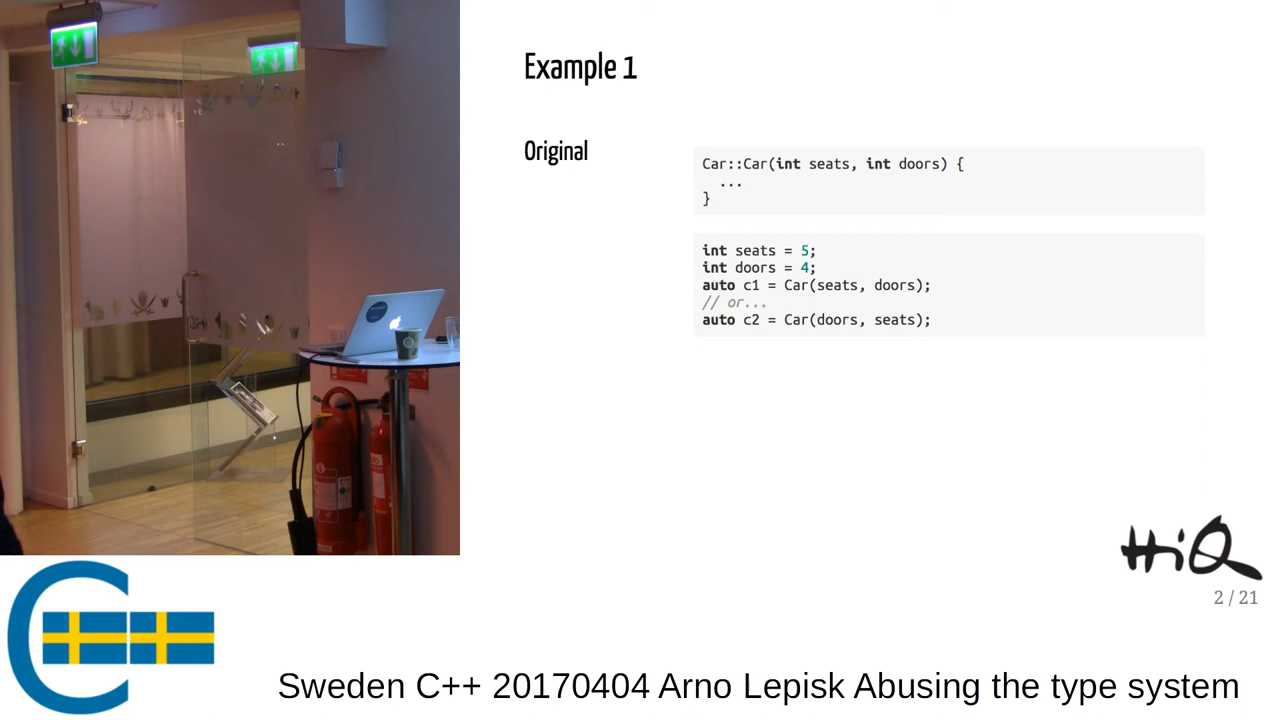 Example 1
Original
Car::Car(int seats, int doors) {
...
}
int seats = 5;
int doors = 4;
auto c1 = Car(seats, doors);
// or...
auto c2 = Car(doors, seats);
HiQ
2 / 21
C
Sweden C++ 20170404 Arno Lepisk Abusing the type system